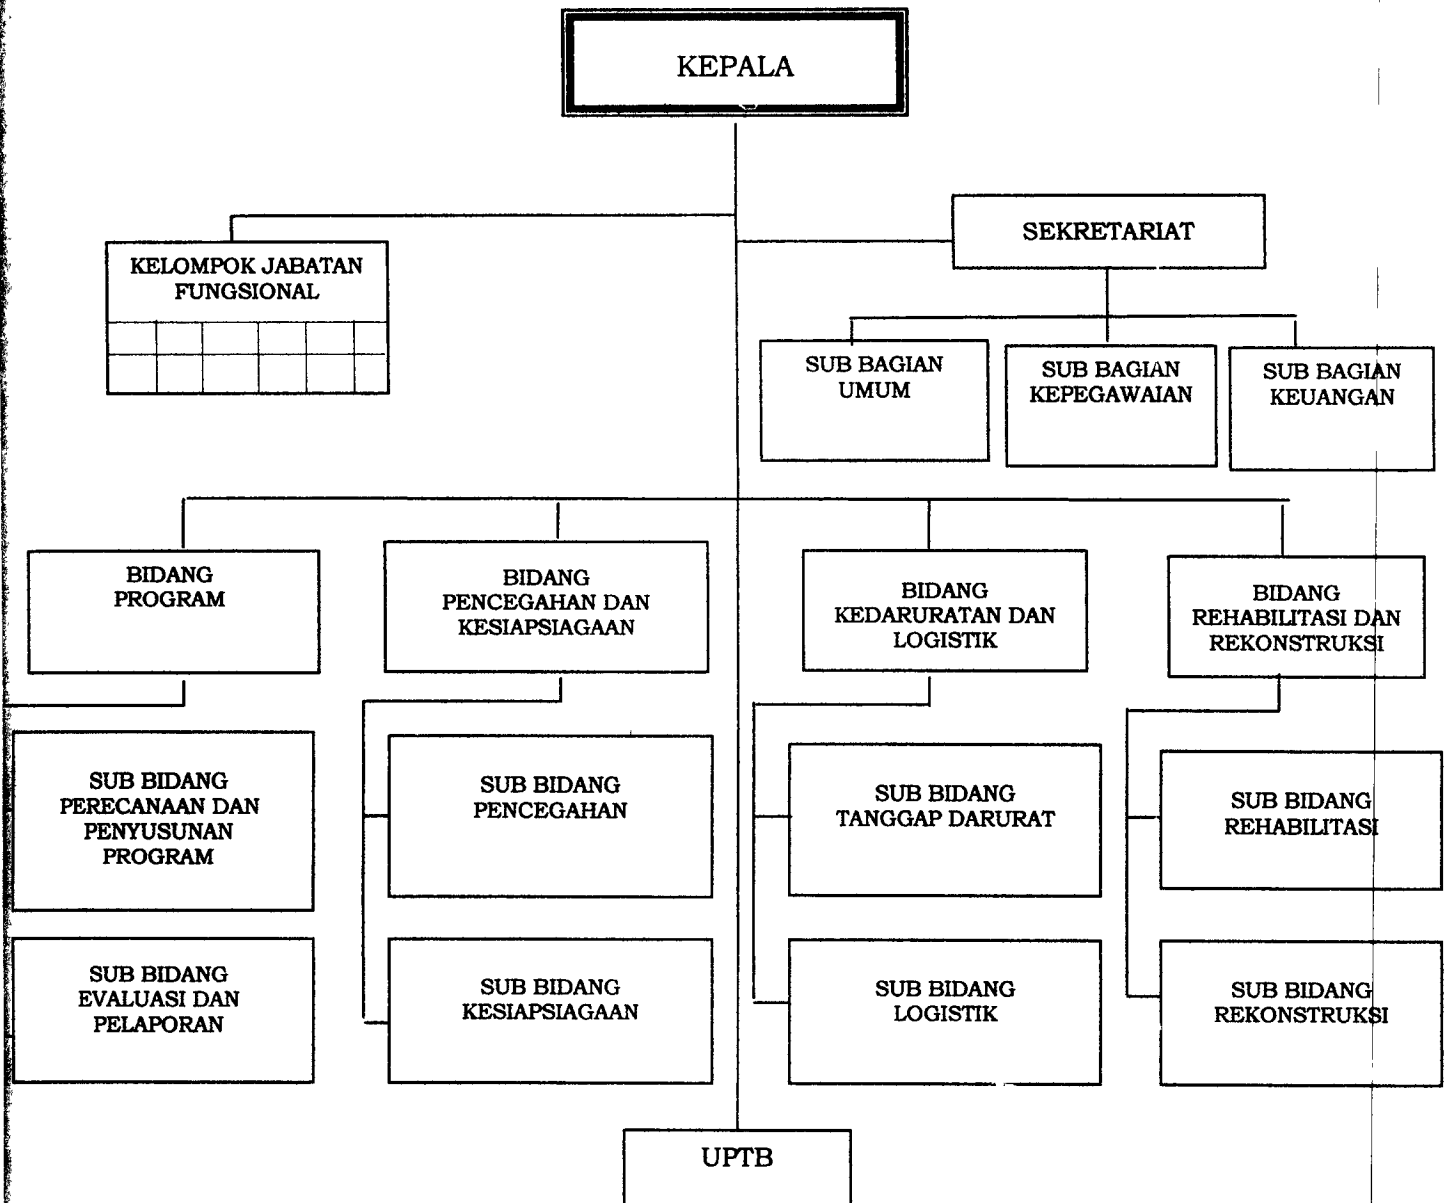 KEPALA
SEKRETARIAT
KELOMPOK JABATAN
FUNGSIONAL
SUB BAGIAN
UMUM
SUB BAGIAN
KEPEGAWAIAN
SUB BAGIAN
KEUANGAN
BIDANG
PROGRAM
BIDANG
PENCEGAHAN DAN
KESIAPSIAGAAN
BIDANG
KEDARURATAN DAN
LOGISTIK
BIDANG
REHABILITASI DAN
REKONSTRUKSI
SUB BIDANG
PERECANAAN DAN
PENYUSUNAN
PROGRAM
SUB BIDANG
PENCEGAHAN
SUB BIDANG
TANGGAP DARURAT
SUB BIDANG
REHABILITASI
SUB BIDANG
EVALUASI DAN
PELAPORAN
SUB BIDANG
KESIAPSIAGAAN
SUB BIDANG
LOGISTIK
SUB BIDANG
REKONSTRUKSI
UPTB